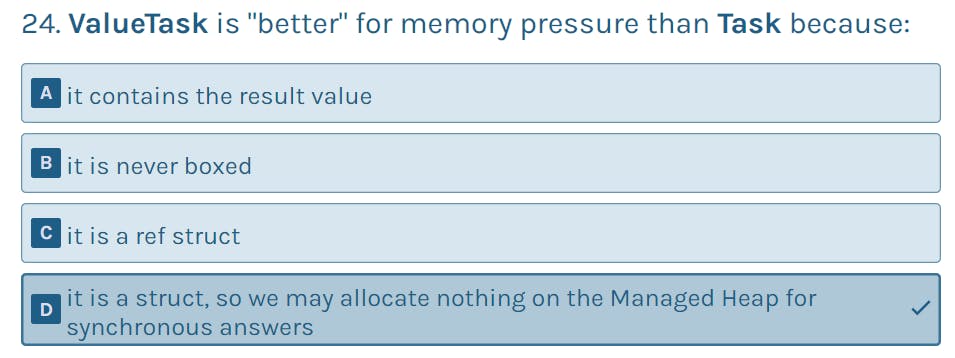 24. ValueTask is "better" for memory pressure than Task because:
A it contains the result value
B it is never boxed
C it is a ref struct
D it is a struct, so we may allocate nothing on the Managed Heap for
synchronous answers